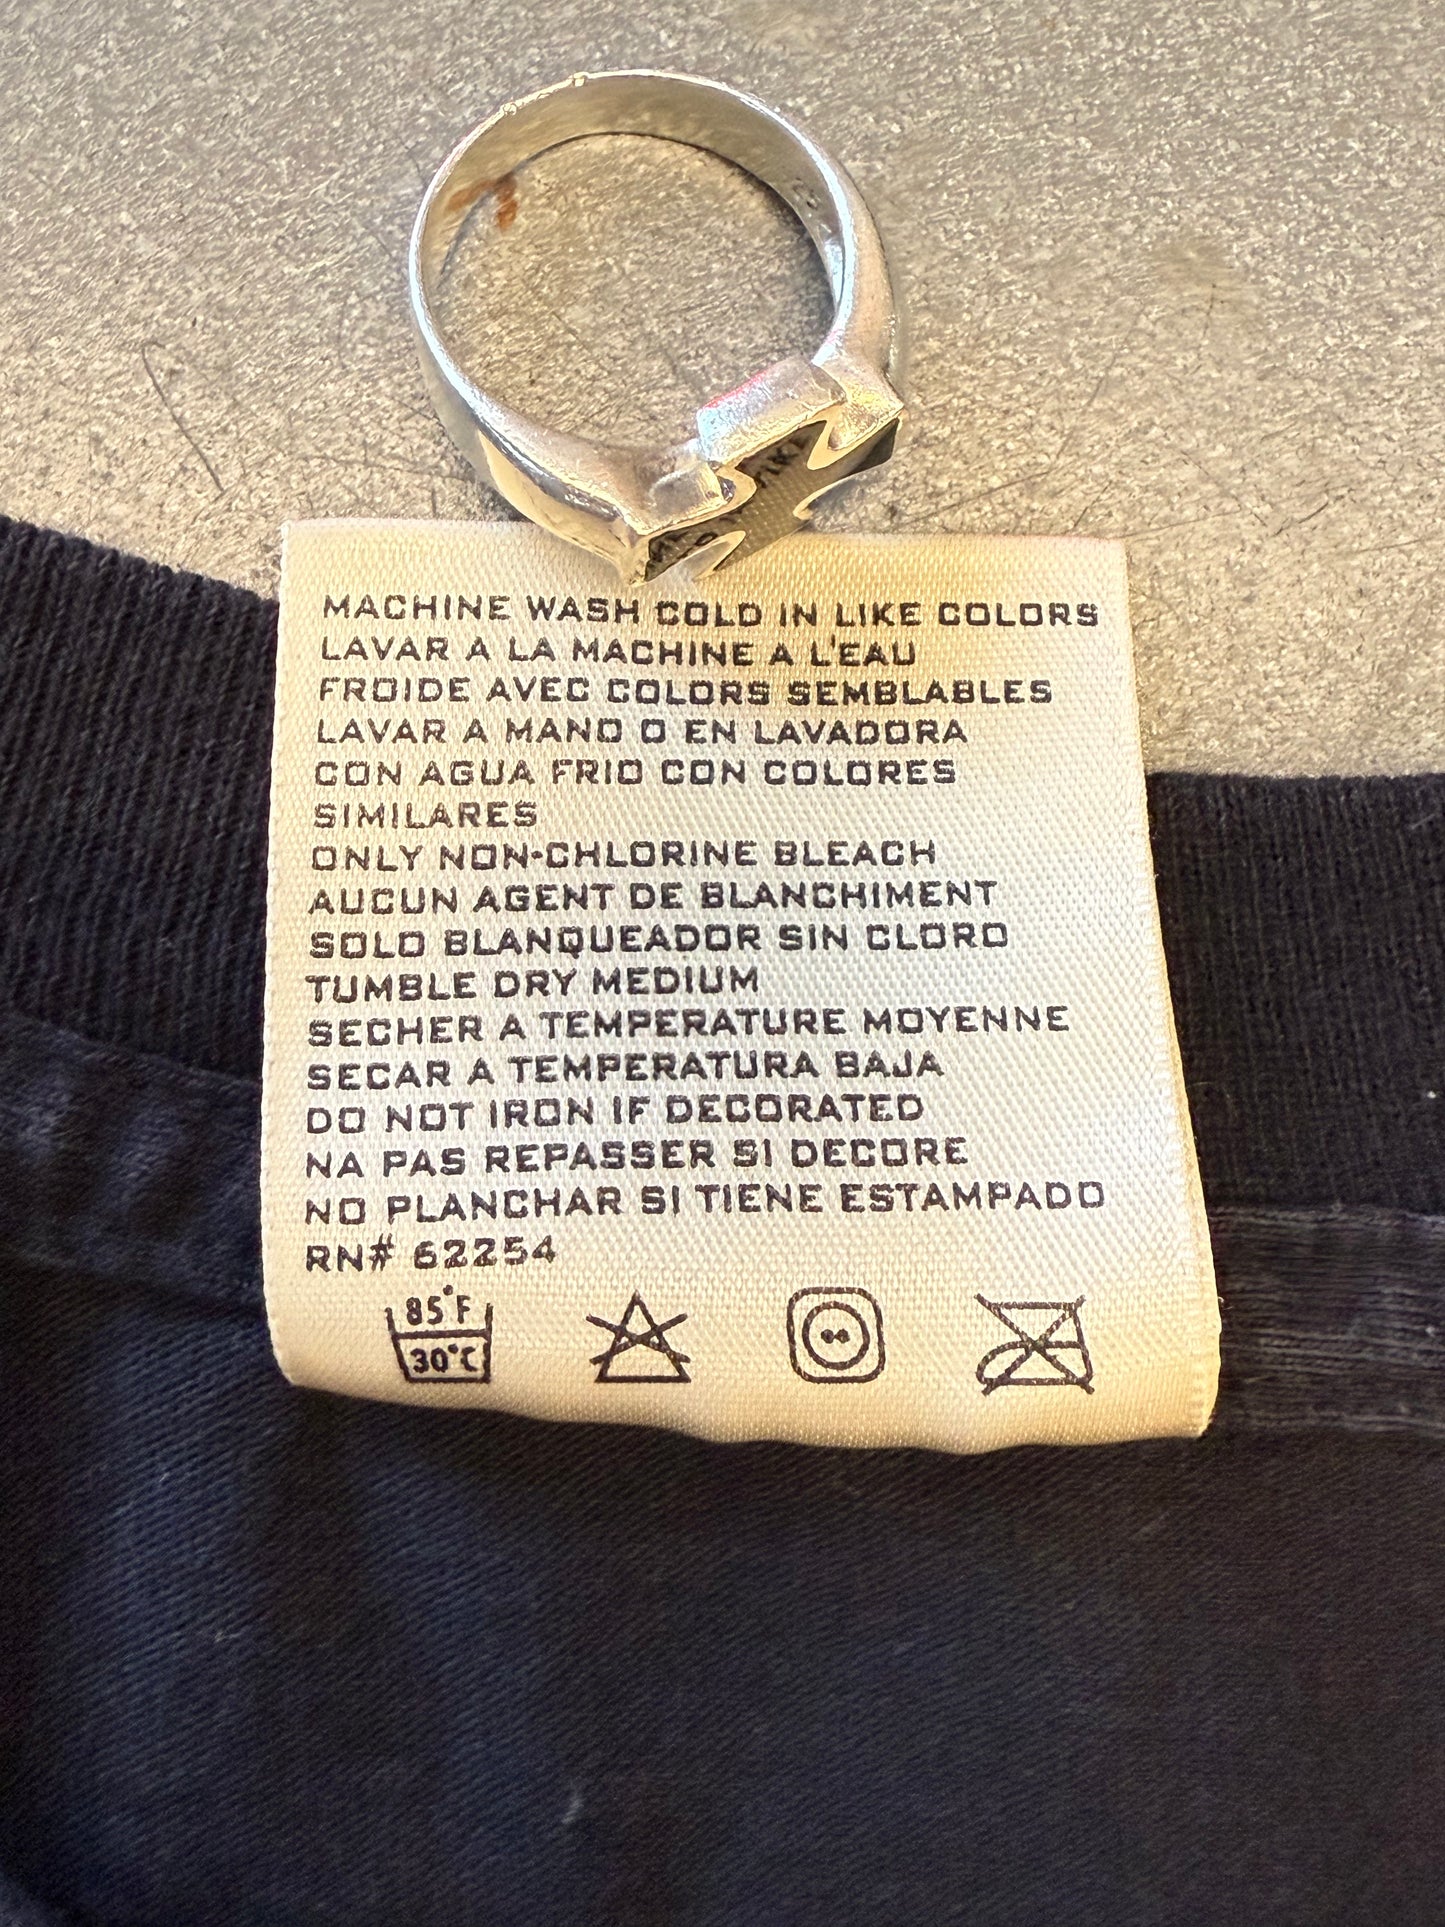 MACHINE WASH COLD IN LIKE COLORS
LAVAR A LA MACHINE A L'EAU
FROIDE AVEC COLORS SEMBLABLES
LAVAR A MANO O EN LAVADORA
CON AGUA FRIO CON COLORES
SIMILARES
ONLY NON-CHLORINE BLEACH
AUCUN AGENT DE BLANCHIMENT
SOLO BLANQUEADOR SIN CLORO
TUMBLE DRY MEDIUM
SECHER A TEMPERATURE MOYENNE
SECAR A TEMPERATURA BAJA
DO NOT IRON IF DECORATED
NA PAS REPASSER SI DECORE
NO PLANCHAR SI TIENE ESTAMPADO
RN# 62254
85°F
30°C